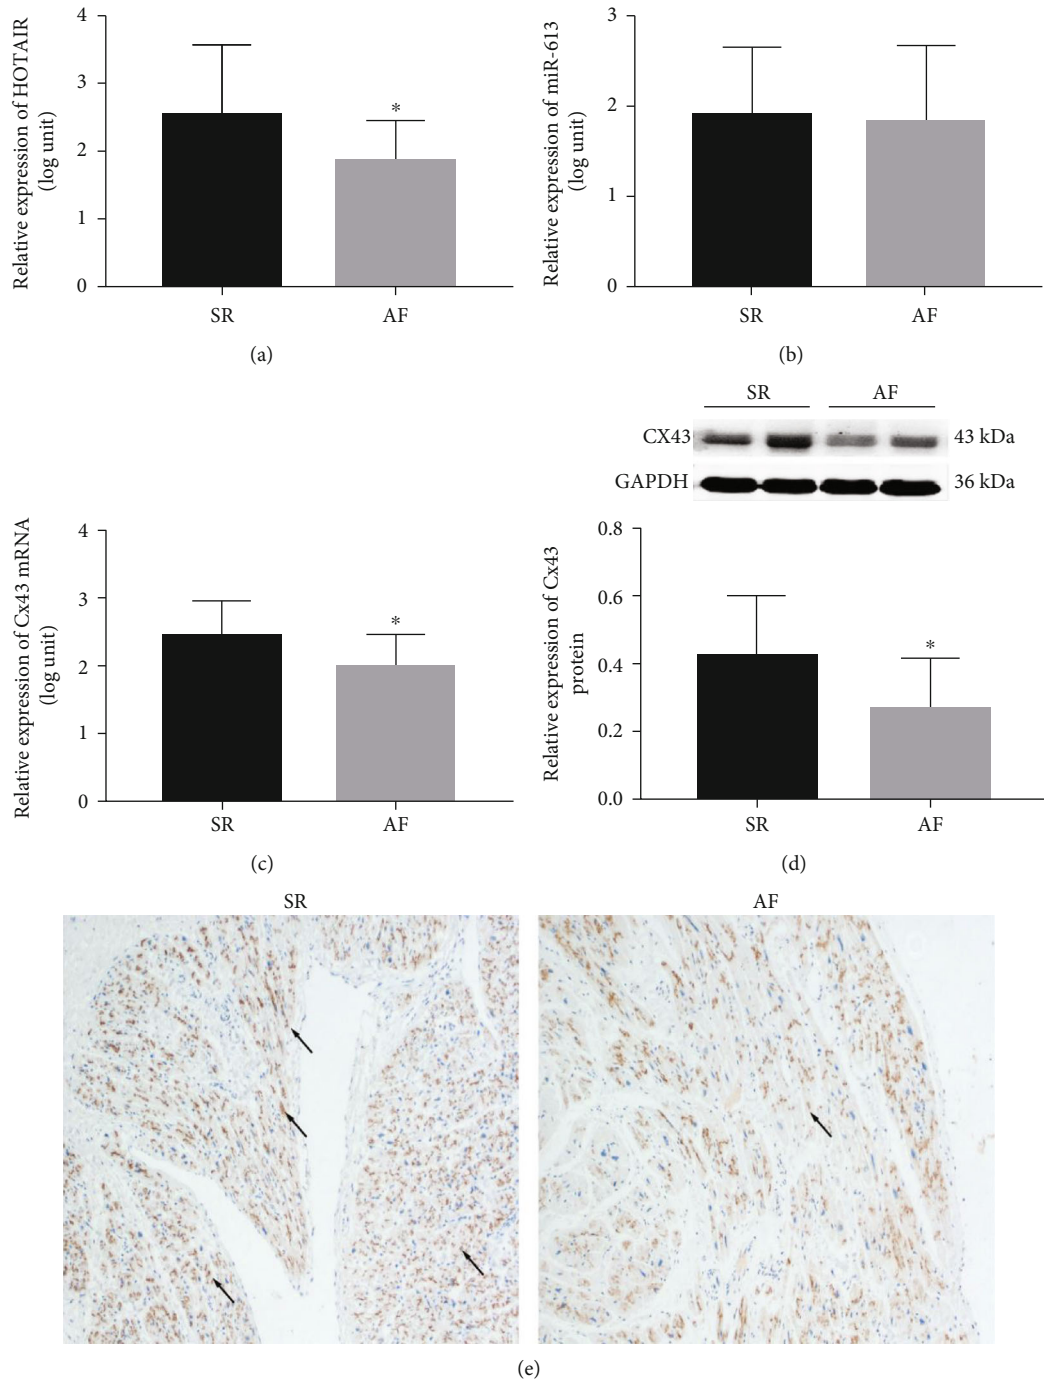 Relative expression of HOTAIR
(log unit)
4
3
2
1
0
*
SR
AF
(a)
Relative expression of miR-613
(log unit)
3
2
1
0
SR
AF
(b)
Relative expression of Cx43 mRNA
(log unit)
4
3
2
1
0
*
SR
AF
(c)
SR
AF
CX43
43 kDa
GAPDH
36 kDa
Relative expression of Cx43
protein
0.8
0.6
0.4
0.2
0.0
*
SR
AF
(d)
SR
AF
(e)